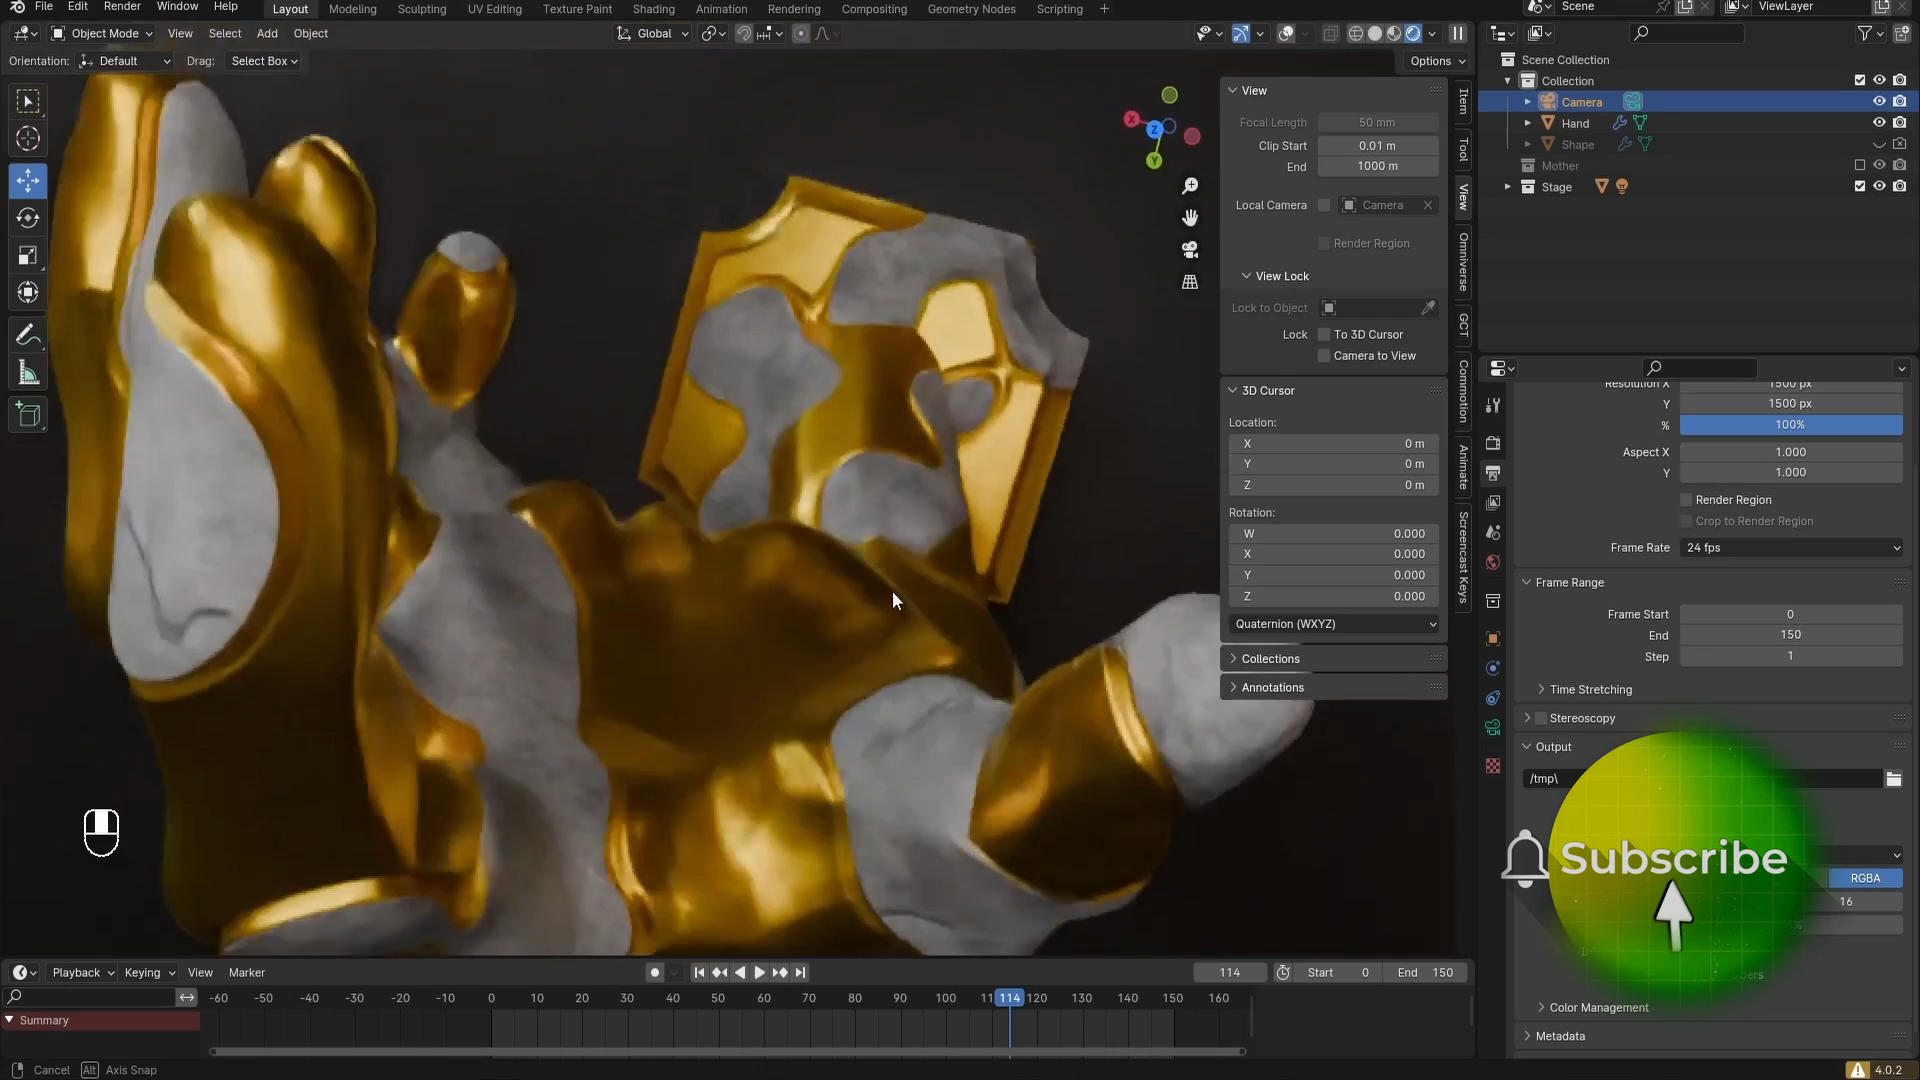 File Edit Render Window Help Layout Modeling Sculpting UV Editing Texture Paint Shading Animation Rendering Compositing Geometry Nodes Scripting + Scene ViewLayer
Object Mode View Select Add Object Global
Orientation: Default Drag: Select Box Options
Scene Collection
Collection
Camera
Hand
Shape
Mother
Stage
X
Z
Y
View
Focal Length 50 mm
Clip Start 0.01 m
End 1000 m
Local Camera Camera
Render Region
View Lock
Lock to Object
Lock To 3D Cursor
Camera to View
3D Cursor
Location:
X 0 m
Y 0 m
Z 0 m
Rotation:
W 0.000
X 0.000
Y 0.000
Z 0.000
Quaternion (WXYZ)
Collections
Annotations
Item
Tool
View
Omniverse
GCT
Commotion
Animate
Screencast Keys
Resolution X 1500 px
Y 1500 px
% 100%
Aspect X 1.000
Y 1.000
Render Region
Crop to Render Region
Frame Rate 24 fps
Frame Range
Frame Start 0
End 150
Step 1
Time Stretching
Stereoscopy
Output
/tmp\
Subscribe
RGBA
16
Color Management
Metadata
Playback Keying View Marker 114 Start 0 End 150
-60 -50 -40 -30 -20 -10 0 10 20 30 40 50 60 70 80 90 100 11 114 120 130 140 150 160
Summary
Cancel Alt Axis Snap 4.0.2